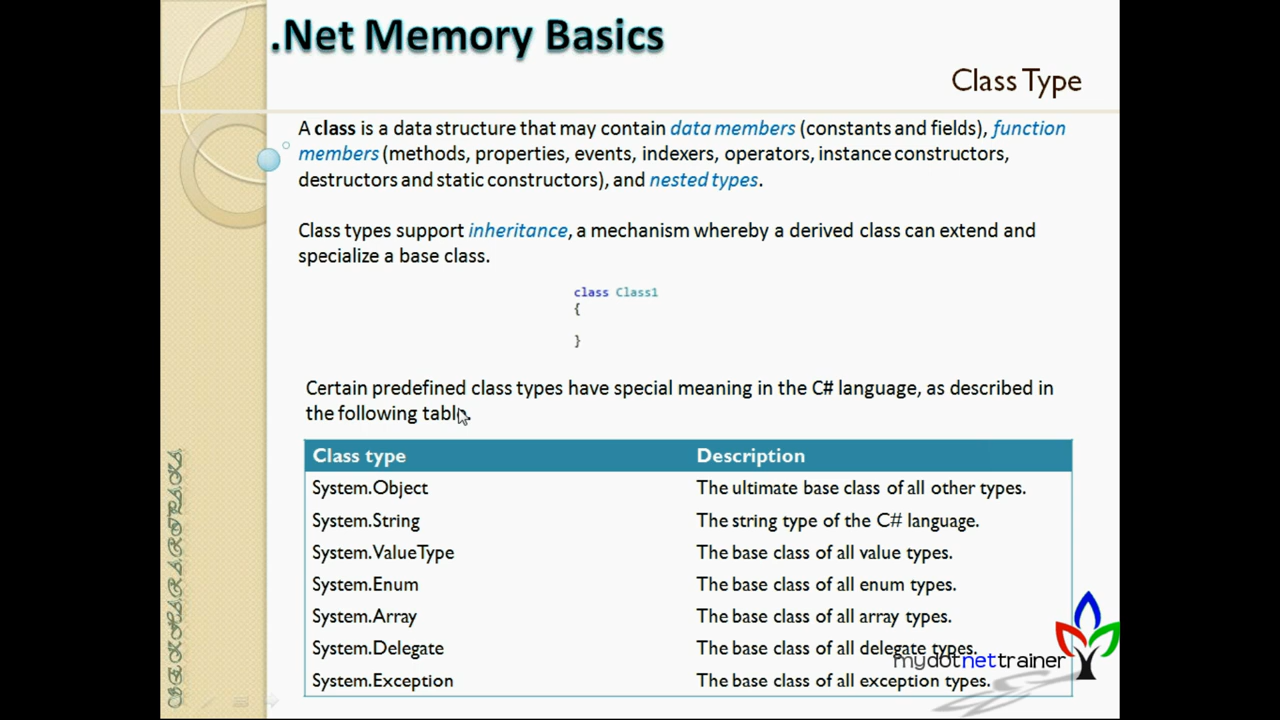 .Net Memory Basics
Class Type
A class is a data structure that may contain data members (constants and fields), function
members (methods, properties, events, indexers, operators, instance constructors,
destructors and static constructors), and nested types.
Class types support inheritance, a mechanism whereby a derived class can extend and
specialize a base class.
class Class1
{
}
Certain predefined class types have special meaning in the C# language, as described in
the following table.
Class type Description
System.Object The ultimate base class of all other types.
System.String The string type of the C# language.
System.ValueType The base class of all value types.
System.Enum The base class of all enum types.
System.Array The base class of all array types.
System.Delegate The base class of all delegate types.
System.Exception The base class of all exception types.
mydotnettrainer